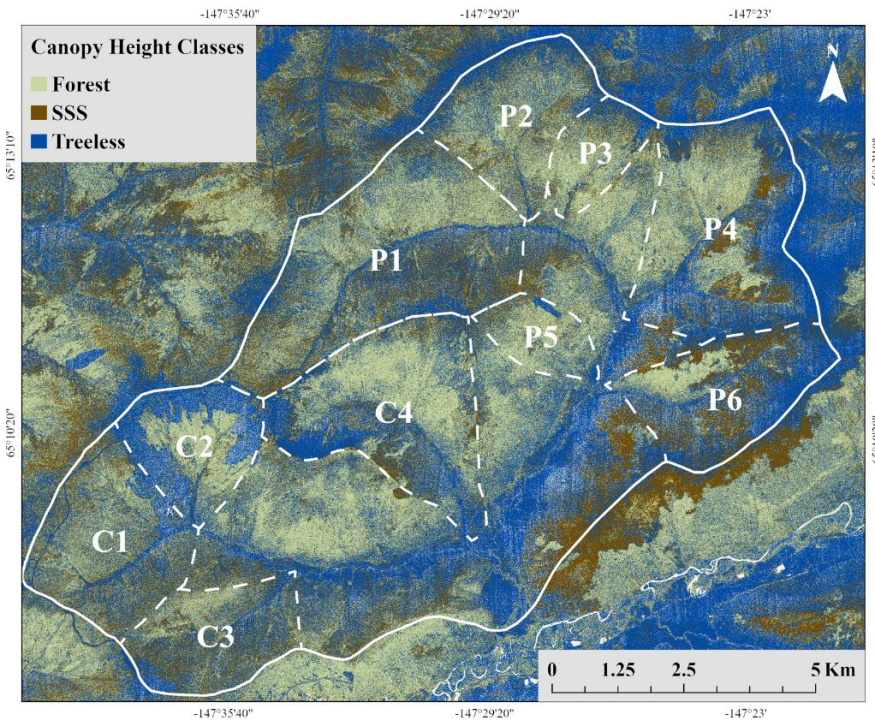 -147°35'40" -147°29'20" -147°23'
Canopy Height Classes
Forest
SSS
Treeless
N
65°13'10"
P2
P3
P4
P1
P5
P6
C4
C2
C1
C3
65°10'20"
0 1.25 2.5 5 Km
-147°35'40" -147°29'20" -147°23'